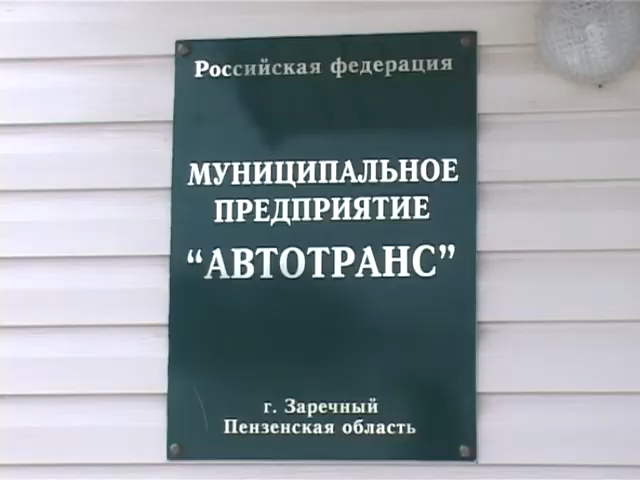 Российская федерация
МУНИЦИПАЛЬНОЕ
ПРЕДПРИЯТИЕ
“АВТОТРАНС”
г. Заречный
Пензенская область